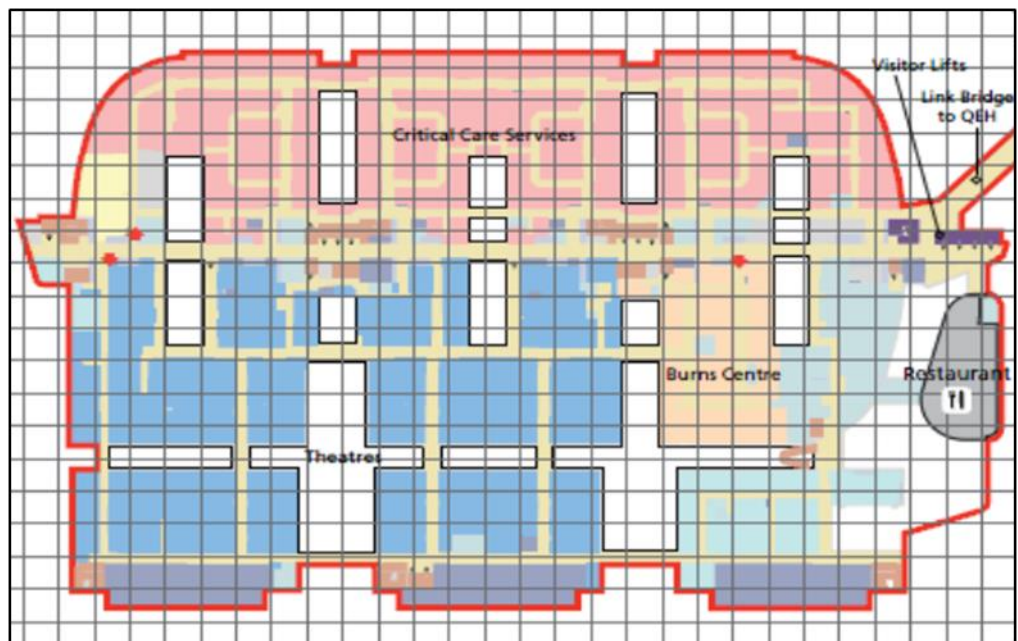 Visitor Lifts
Link Bridge
to QEH
Critical Care Services
Burns Centre
Restaurant
Theatres